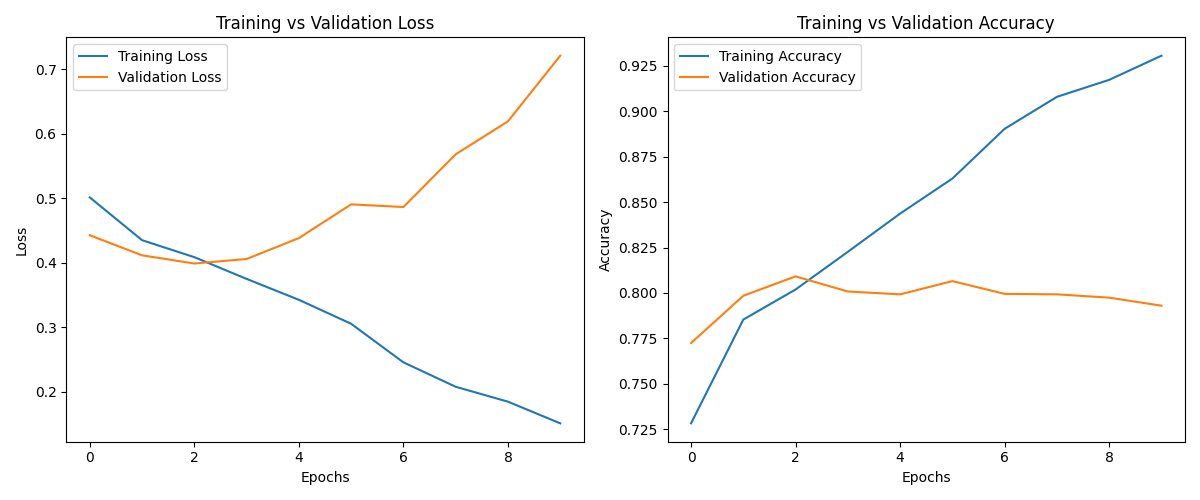 Training vs Validation Loss
Training Loss
Validation Loss
0.7
0.6
0.5
0.4
0.3
0.2
Loss
0 2 4 6 8
Epochs
Training vs Validation Accuracy
Training Accuracy
Validation Accuracy
0.925
0.900
0.875
0.850
0.825
0.800
0.775
0.750
0.725
Accuracy
0 2 4 6 8
Epochs